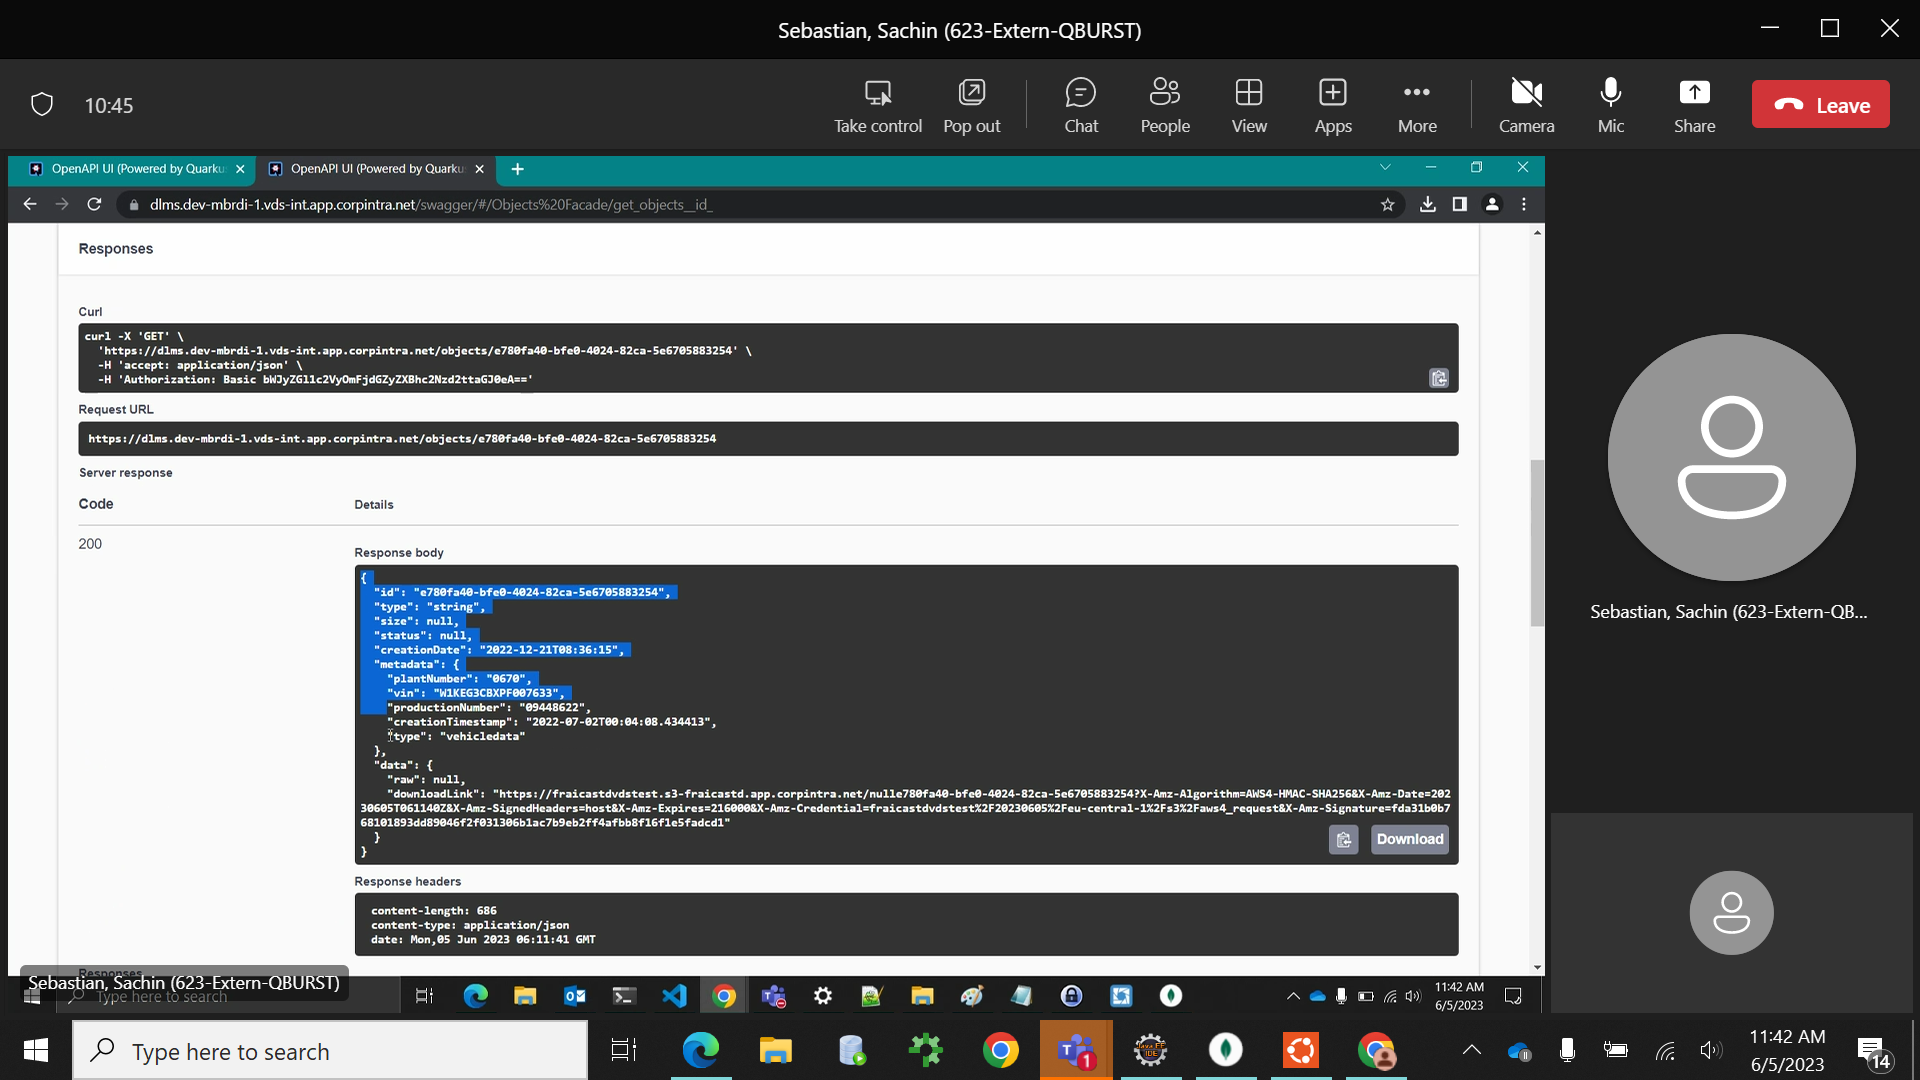 Sebastian, Sachin (623-Extern-QBURST)
10:45
Take control
Pop out
Chat
People
View
Apps
More
Camera
Mic
Share
Leave
OpenAPI UI (Powered by Quarku
OpenAPI UI (Powered by Quarku
dlms.dev-mbrdi-1.vds-int.app.corpintra.net/swagger/#/Objects%20Facade/get_objects__id_
Responses
Curl
curl -X 'GET' \
'https://dlms.dev-mbrdi-1.vds-int.app.corpintra.net/objects/e780fa40-bfe0-4024-82ca-5e6705883254' \
-H 'accept: application/json' \
-H 'Authorization: Basic bWJyZGl1c2VyOmFjdGZyZXBhc2Nzd2ttaGJ0eA=='
Request URL
https://dlms.dev-mbrdi-1.vds-int.app.corpintra.net/objects/e780fa40-bfe0-4024-82ca-5e6705883254
Server response
Code
Details
200
Response body
{
"id": "e780fa40-bfe0-4024-82ca-5e6705883254",
"type": "string",
"size": null,
"status": null,
"creationDate": "2022-12-21T08:36:15",
"metadata": {
"plantNumber": "0670",
"vin": "W1KEG3CBXPF007633",
"productionNumber": "09448622",
"creationTimestamp": "2022-07-02T00:04:08.434413",
"type": "vehicledata"
},
"data": {
"raw": null,
"downloadLink": "https://fraicastdvdstest.s3-fraicastd.app.corpintra.net/nulle780fa40-bfe0-4024-82ca-5e6705883254?X-Amz-Algorithm=AWS4-HMAC-SHA256&X-Amz-Date=202
30605T061140Z&X-Amz-SignedHeaders=host&X-Amz-Expires=216000&X-Amz-Credential=fraicastdvdstest%2F20230605%2Feu-central-1%2Fs3%2Faws4_request&X-Amz-Signature=fda31b0b7
68101893dd89046f2f031306b1ac7b9eb2ff4afbb8f16f1e5fadcd1"
}
}
Download
Response headers
content-length: 686
content-type: application/json
date: Mon,05 Jun 2023 06:11:41 GMT
Responses
Sebastian, Sachin (623-Extern-QBURST)
Type here to search
11:42 AM
6/5/2023
Sebastian, Sachin (623-Extern-QB...
Type here to search
1
11:42 AM
6/5/2023
14